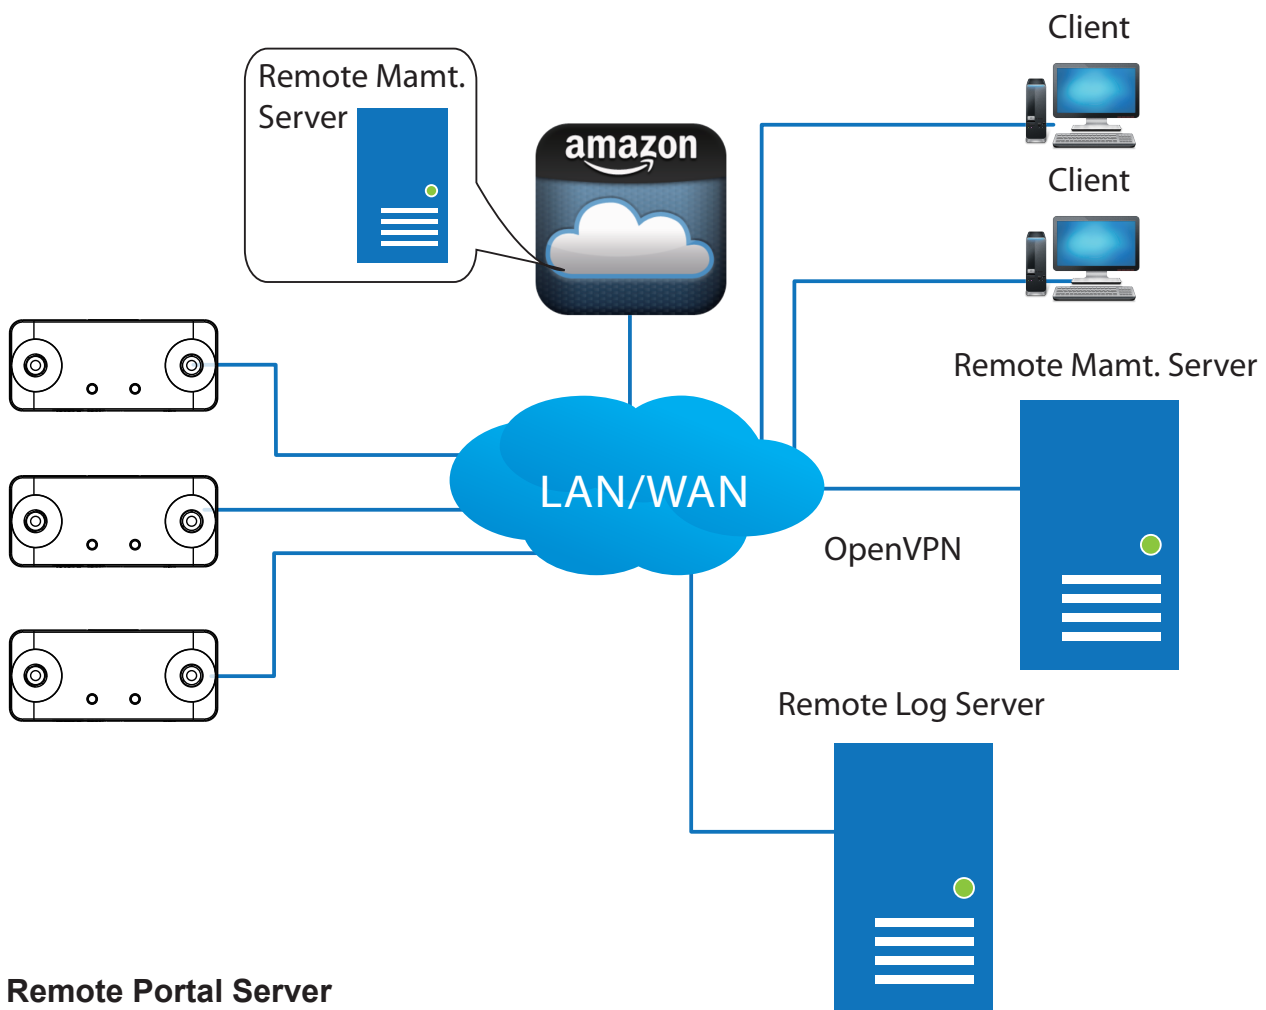 Client
Remote Mamt.
Server
amazon
Client
Remote Mamt. Server
LAN/WAN
OpenVPN
Remote Log Server
Remote Portal Server